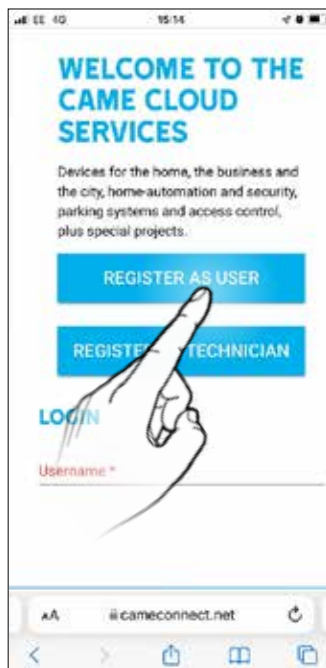 EE 4G 15:14
WELCOME TO THE
CAME CLOUD
SERVICES
Devices for the home, the business and
the city, home-automation and security,
parking systems and access control,
plus special projects.
REGISTER AS USER
REGISTER TECHNICIAN
LOGIN
Username *
AA cameconnect.net